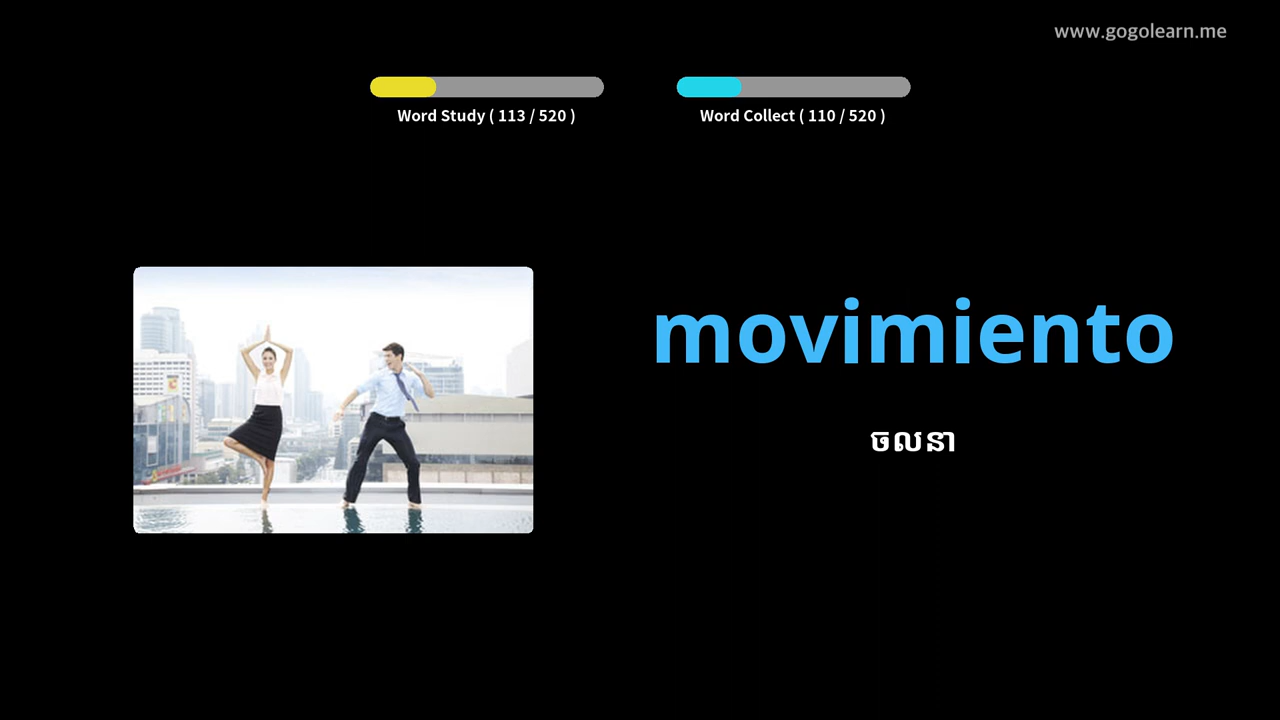 www.gogolearn.me
Word Study ( 113 / 520 )
Word Collect ( 110 / 520 )
movimiento
ចលនា